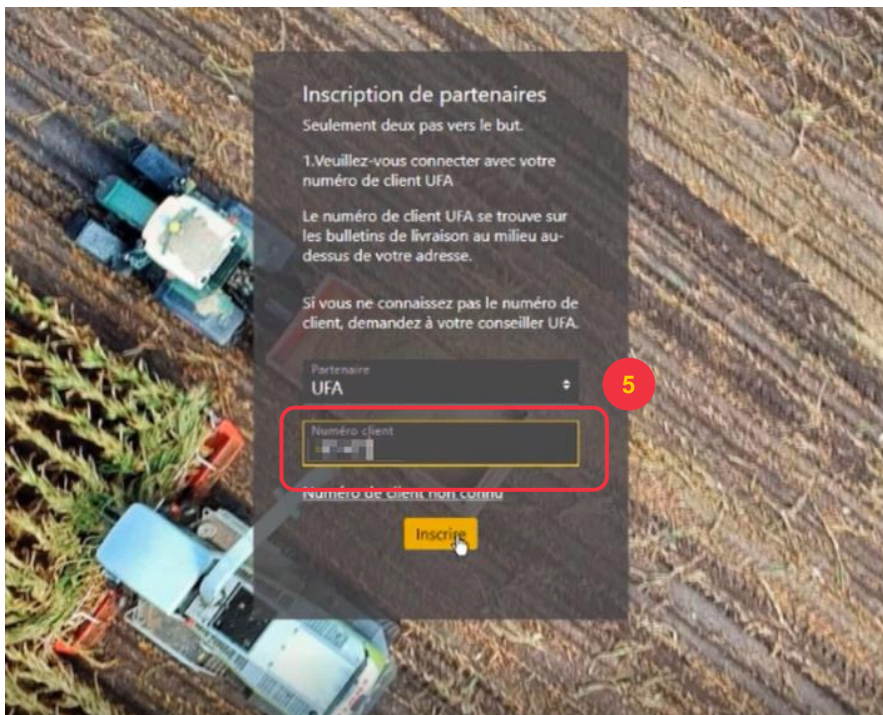 Inscription de partenaires
Seulement deux pas vers le but.
1.Veuillez-vous connecter avec votre
numéro de client UFA
Le numéro de client UFA se trouve sur
les bulletins de livraison au milieu au-
dessus de votre adresse.
Si vous ne connaissez pas le numéro de
client, demandez à votre conseiller UFA.
Partenaire
UFA
5
Numéro client
Numéro de client non connu
Inscrire